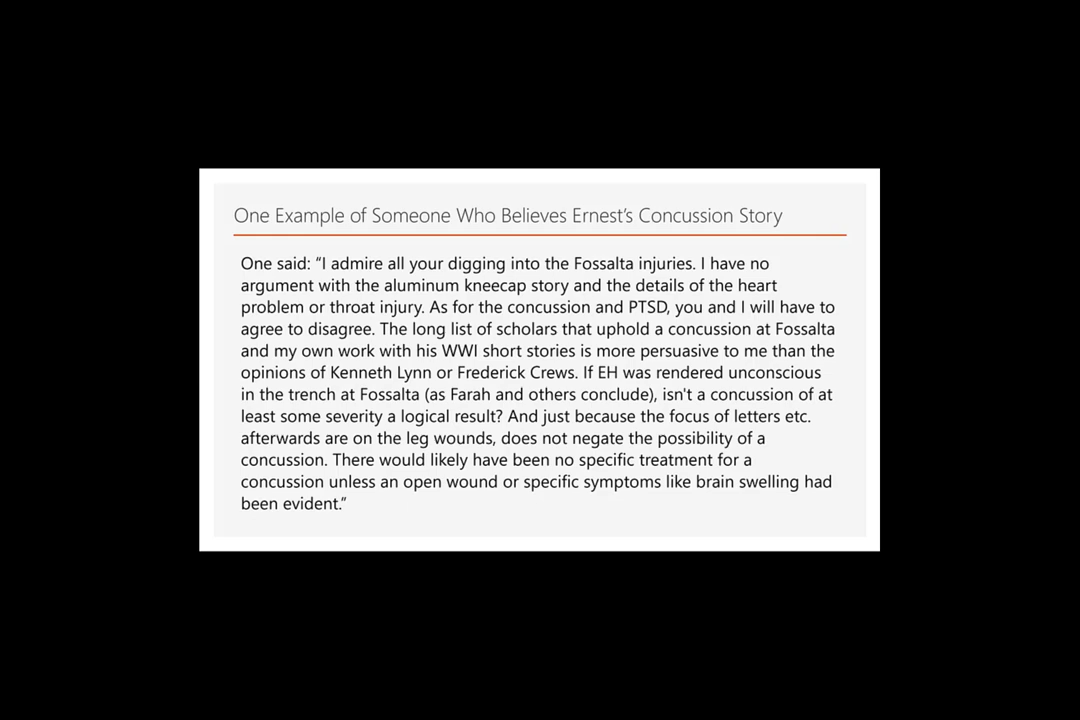 One Example of Someone Who Believes Ernest's Concussion Story
One said: “I admire all your digging into the Fossalta injuries. I have no
argument with the aluminum kneecap story and the details of the heart
problem or throat injury. As for the concussion and PTSD, you and I will have to
agree to disagree. The long list of scholars that uphold a concussion at Fossalta
and my own work with his WWI short stories is more persuasive to me than the
opinions of Kenneth Lynn or Frederick Crews. If EH was rendered unconscious
in the trench at Fossalta (as Farah and others conclude), isn't a concussion of at
least some severity a logical result? And just because the focus of letters etc.
afterwards are on the leg wounds, does not negate the possibility of a
concussion. There would likely have been no specific treatment for a
concussion unless an open wound or specific symptoms like brain swelling had
been evident.”